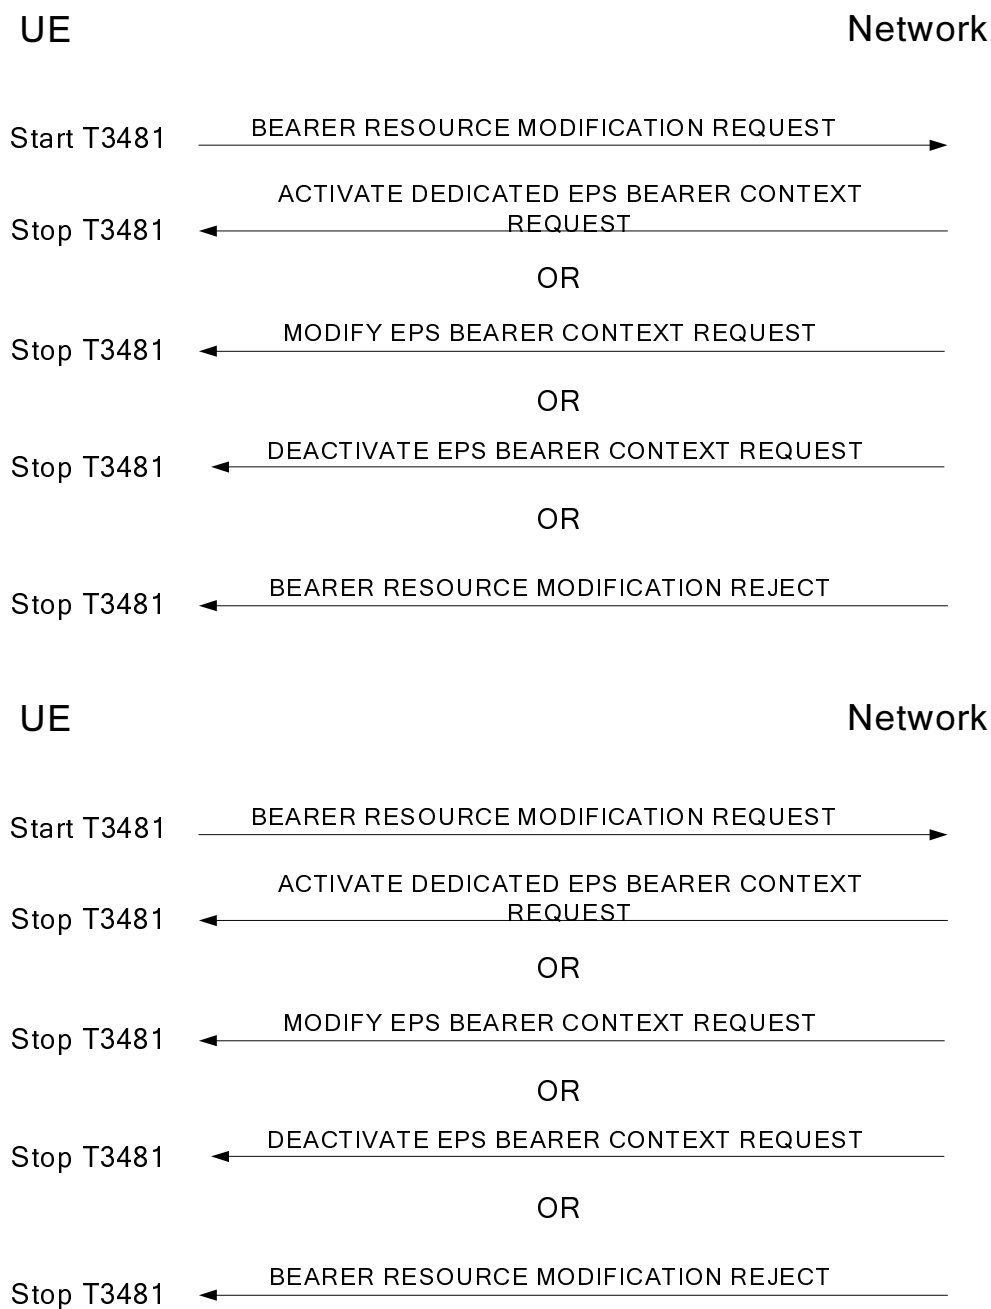 UE Network
Start T3481 BEARER RESOURCE MODIFICATION REQUEST
ACTIVATE DEDICATED EPS BEARER CONTEXT
Stop T3481 REQUEST
OR
Stop T3481 MODIFY EPS BEARER CONTEXT REQUEST
OR
Stop T3481 DEACTIVATE EPS BEARER CONTEXT REQUEST
OR
Stop T3481 BEARER RESOURCE MODIFICATION REJECT
UE Network
Start T3481 BEARER RESOURCE MODIFICATION REQUEST
ACTIVATE DEDICATED EPS BEARER CONTEXT
Stop T3481 REQUEST
OR
Stop T3481 MODIFY EPS BEARER CONTEXT REQUEST
OR
Stop T3481 DEACTIVATE EPS BEARER CONTEXT REQUEST
OR
Stop T3481 BEARER RESOURCE MODIFICATION REJECT